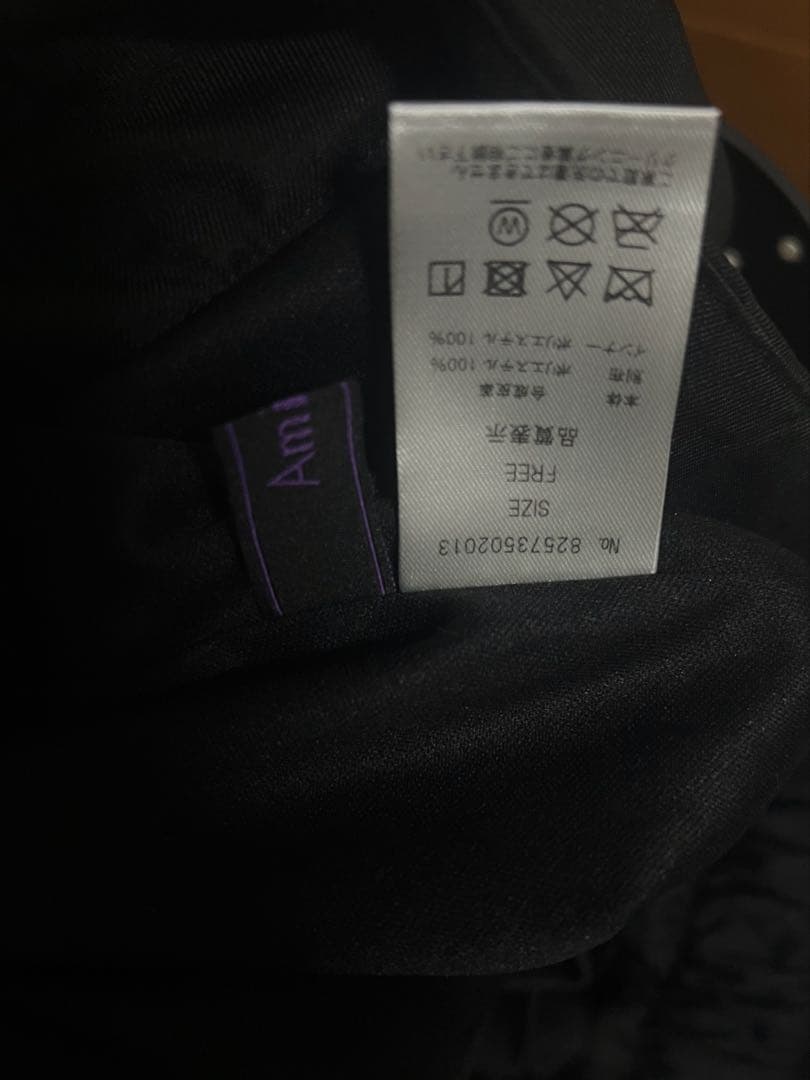 No. 82573502013
SIZE
FREE
品質表示
本体 合成皮革
別布 ポリエステル 100%
インナー ポリエステル 100%
W
ご家庭での洗濯はできません
クリーニング業者にご相談下さい
Ami